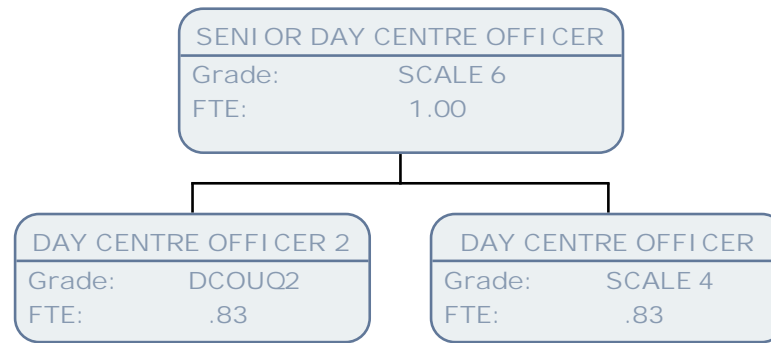 SENIOR DAY CENTRE OFFICER
Grade: SCALE 6
FTE: 1.00
DAY CENTRE OFFICER 2
Grade: DCOUQ2
FTE: .83
DAY CENTRE OFFICER
Grade: SCALE 4
FTE: .83